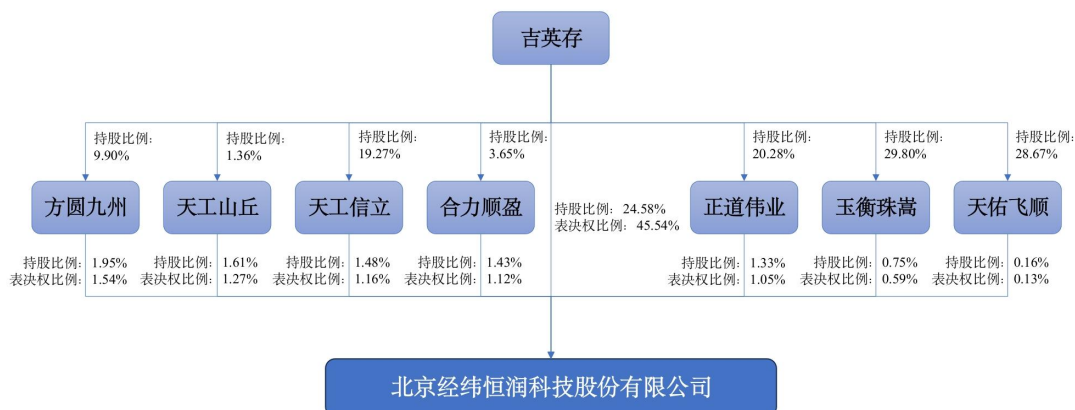 吉英存
持股比例：
9.90%
持股比例：
1.36%
持股比例：
19.27%
持股比例：
3.65%
持股比例：
20.28%
持股比例：
29.80%
持股比例：
28.67%
方圆九州
天工山丘
天工信立
合力顺盈
持股比例：24.58%
表决权比例：45.54%
正道伟业
玉衡珠嵩
天佑飞顺
持股比例：1.95%
表决权比例：1.54%
持股比例：1.61%
表决权比例：1.27%
持股比例：1.48%
表决权比例：1.16%
持股比例：1.43%
表决权比例：1.12%
持股比例：1.33%
表决权比例：1.05%
持股比例：0.75%
表决权比例：0.59%
持股比例：0.16%
表决权比例：0.13%
北京经纬恒润科技股份有限公司